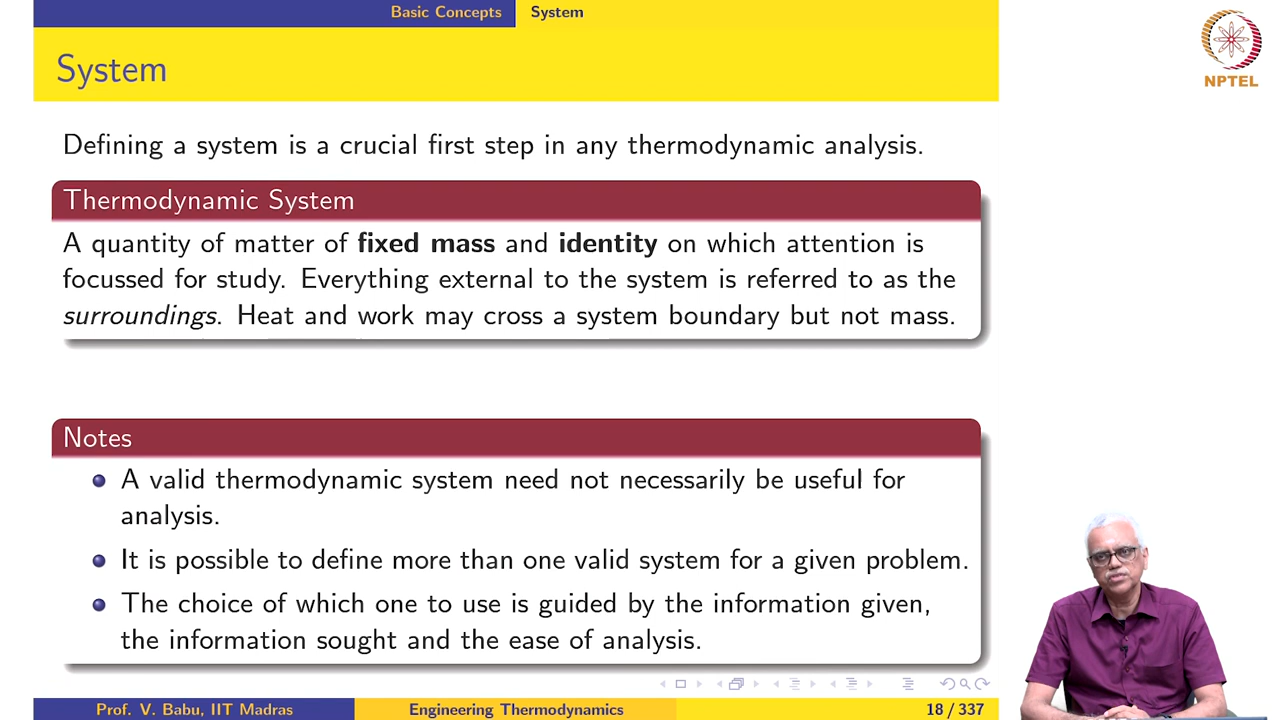 Basic Concepts System
NPTEL
System
Defining a system is a crucial first step in any thermodynamic analysis.
Thermodynamic System
A quantity of matter of fixed mass and identity on which attention is
focussed for study. Everything external to the system is referred to as the
surroundings. Heat and work may cross a system boundary but not mass.
Notes
A valid thermodynamic system need not necessarily be useful for
analysis.
It is possible to define more than one valid system for a given problem.
The choice of which one to use is guided by the information given,
the information sought and the ease of analysis.
Prof. V. Babu, IIT Madras Engineering Thermodynamics 18 / 337